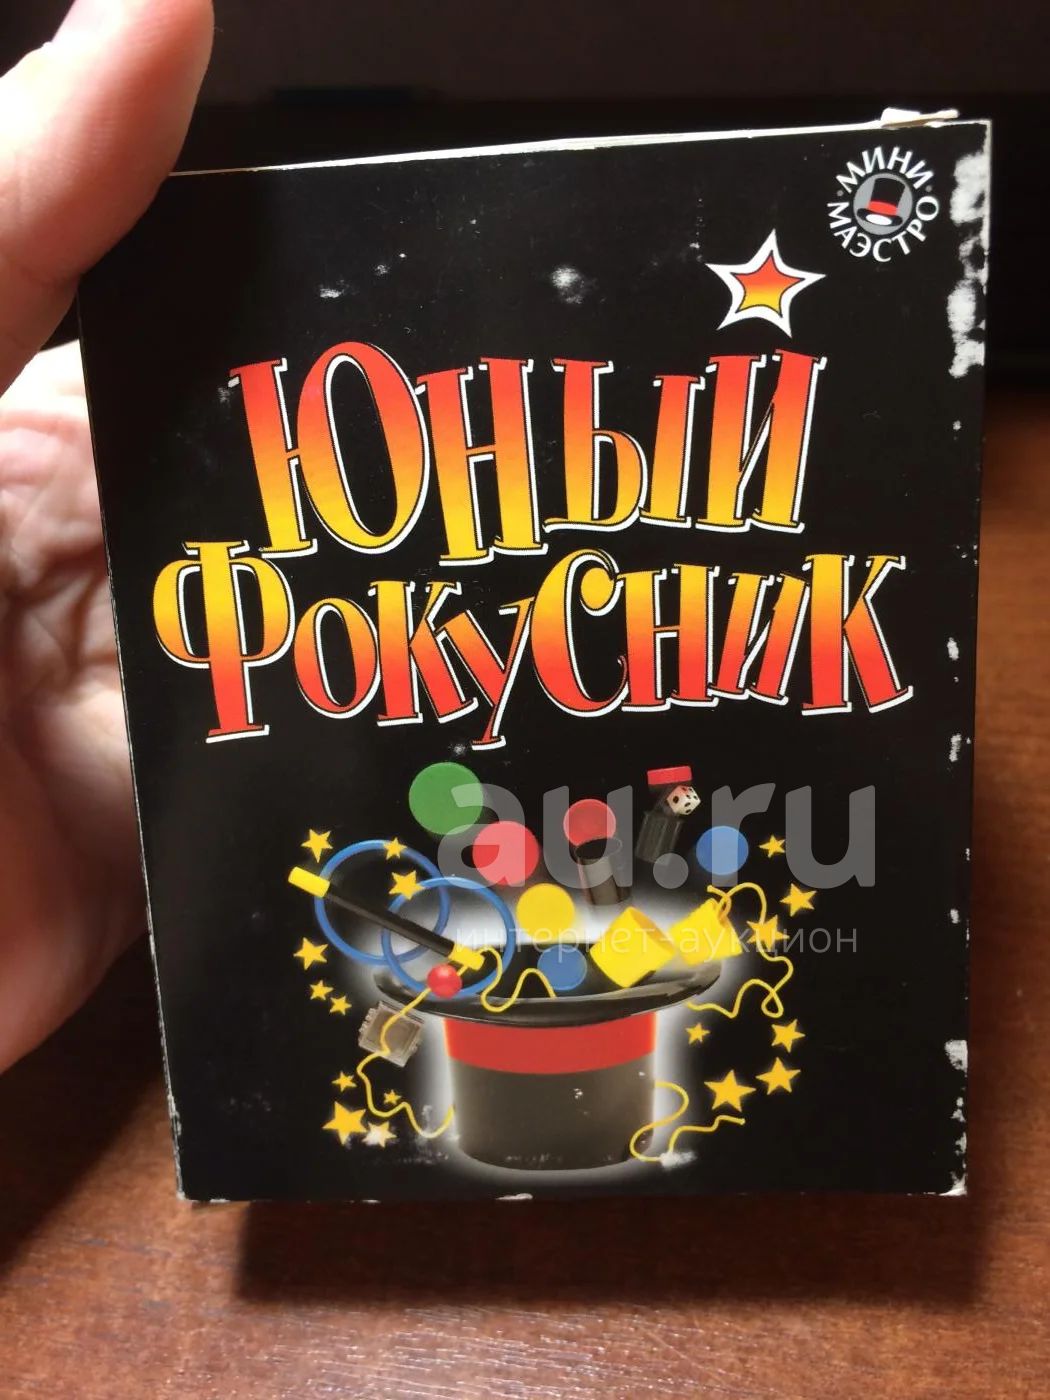 МИНИ
МАЭСТРО
ЮНЫЙ
ФОКУСНИК
au.ru
интернет аукцион